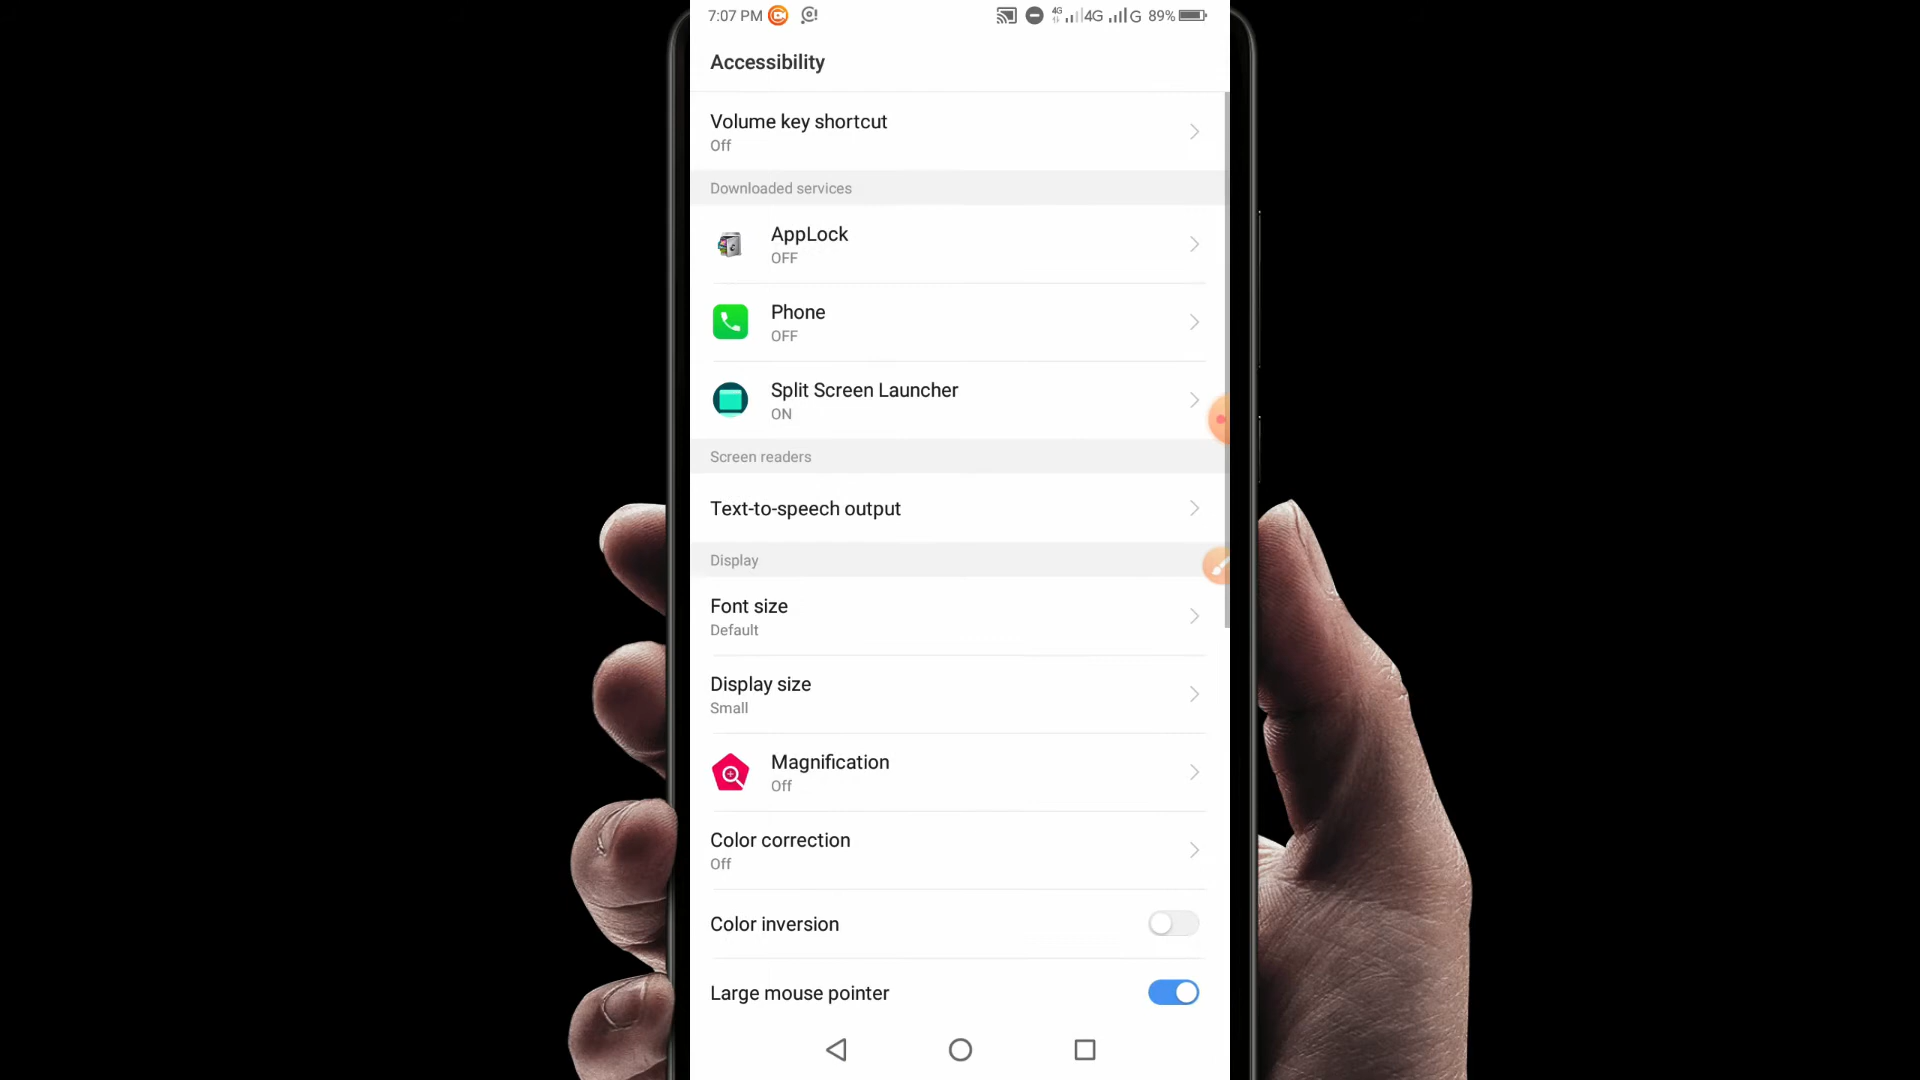 7:07 PM 4G 4G G 89%
Accessibility
Volume key shortcut
Off
Downloaded services
AppLock
OFF
Phone
OFF
Split Screen Launcher
ON
Screen readers
Text-to-speech output
Display
Font size
Default
Display size
Small
Magnification
Off
Color correction
Off
Color inversion
Large mouse pointer